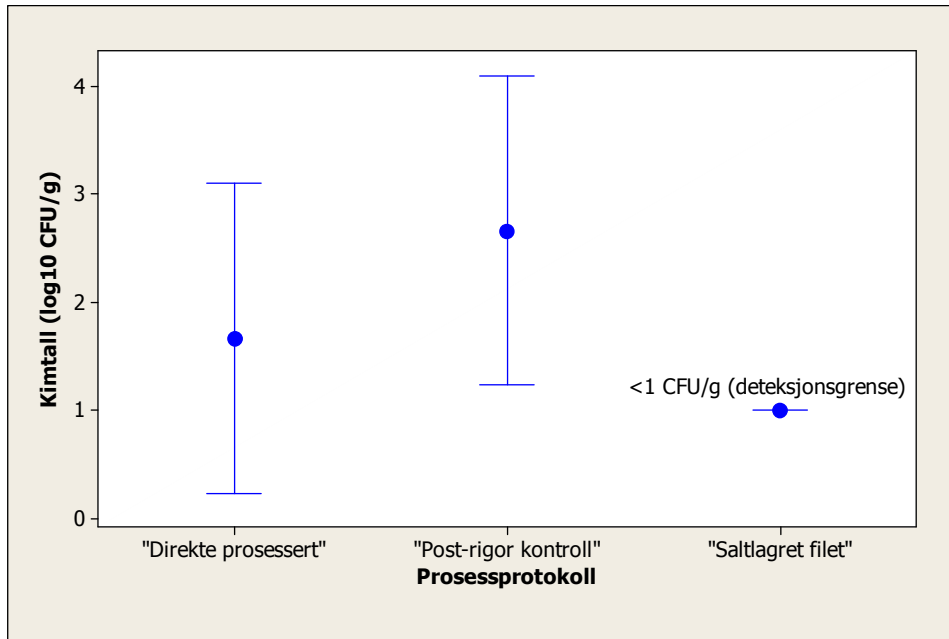 Kimtall (log10 CFU/g)
4
3
2
1
0
<1 CFU/g (deteksjonsgrense)
"Direkte prosessert"
"Post-rigor kontroll"
"Saltlagret filet"
Prosessprotokoll